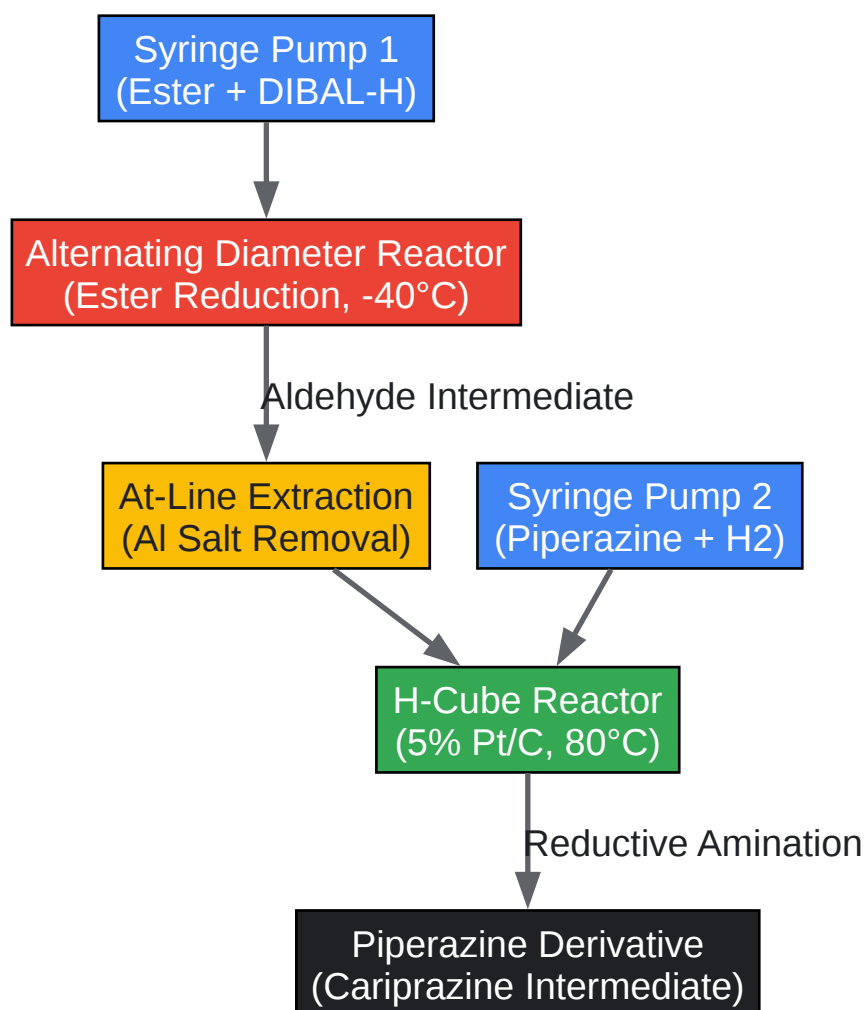 Syringe Pump 1
(Ester + DIBAL-H)
Alternating Diameter Reactor
(Ester Reduction, -40°C)
Aldehyde Intermediate
At-Line Extraction
(Al Salt Removal)
Syringe Pump 2
(Piperazine + H2)
H-Cube Reactor
(5% Pt/C, 80°C)
Reductive Amination
Piperazine Derivative
(Cariprazine Intermediate)